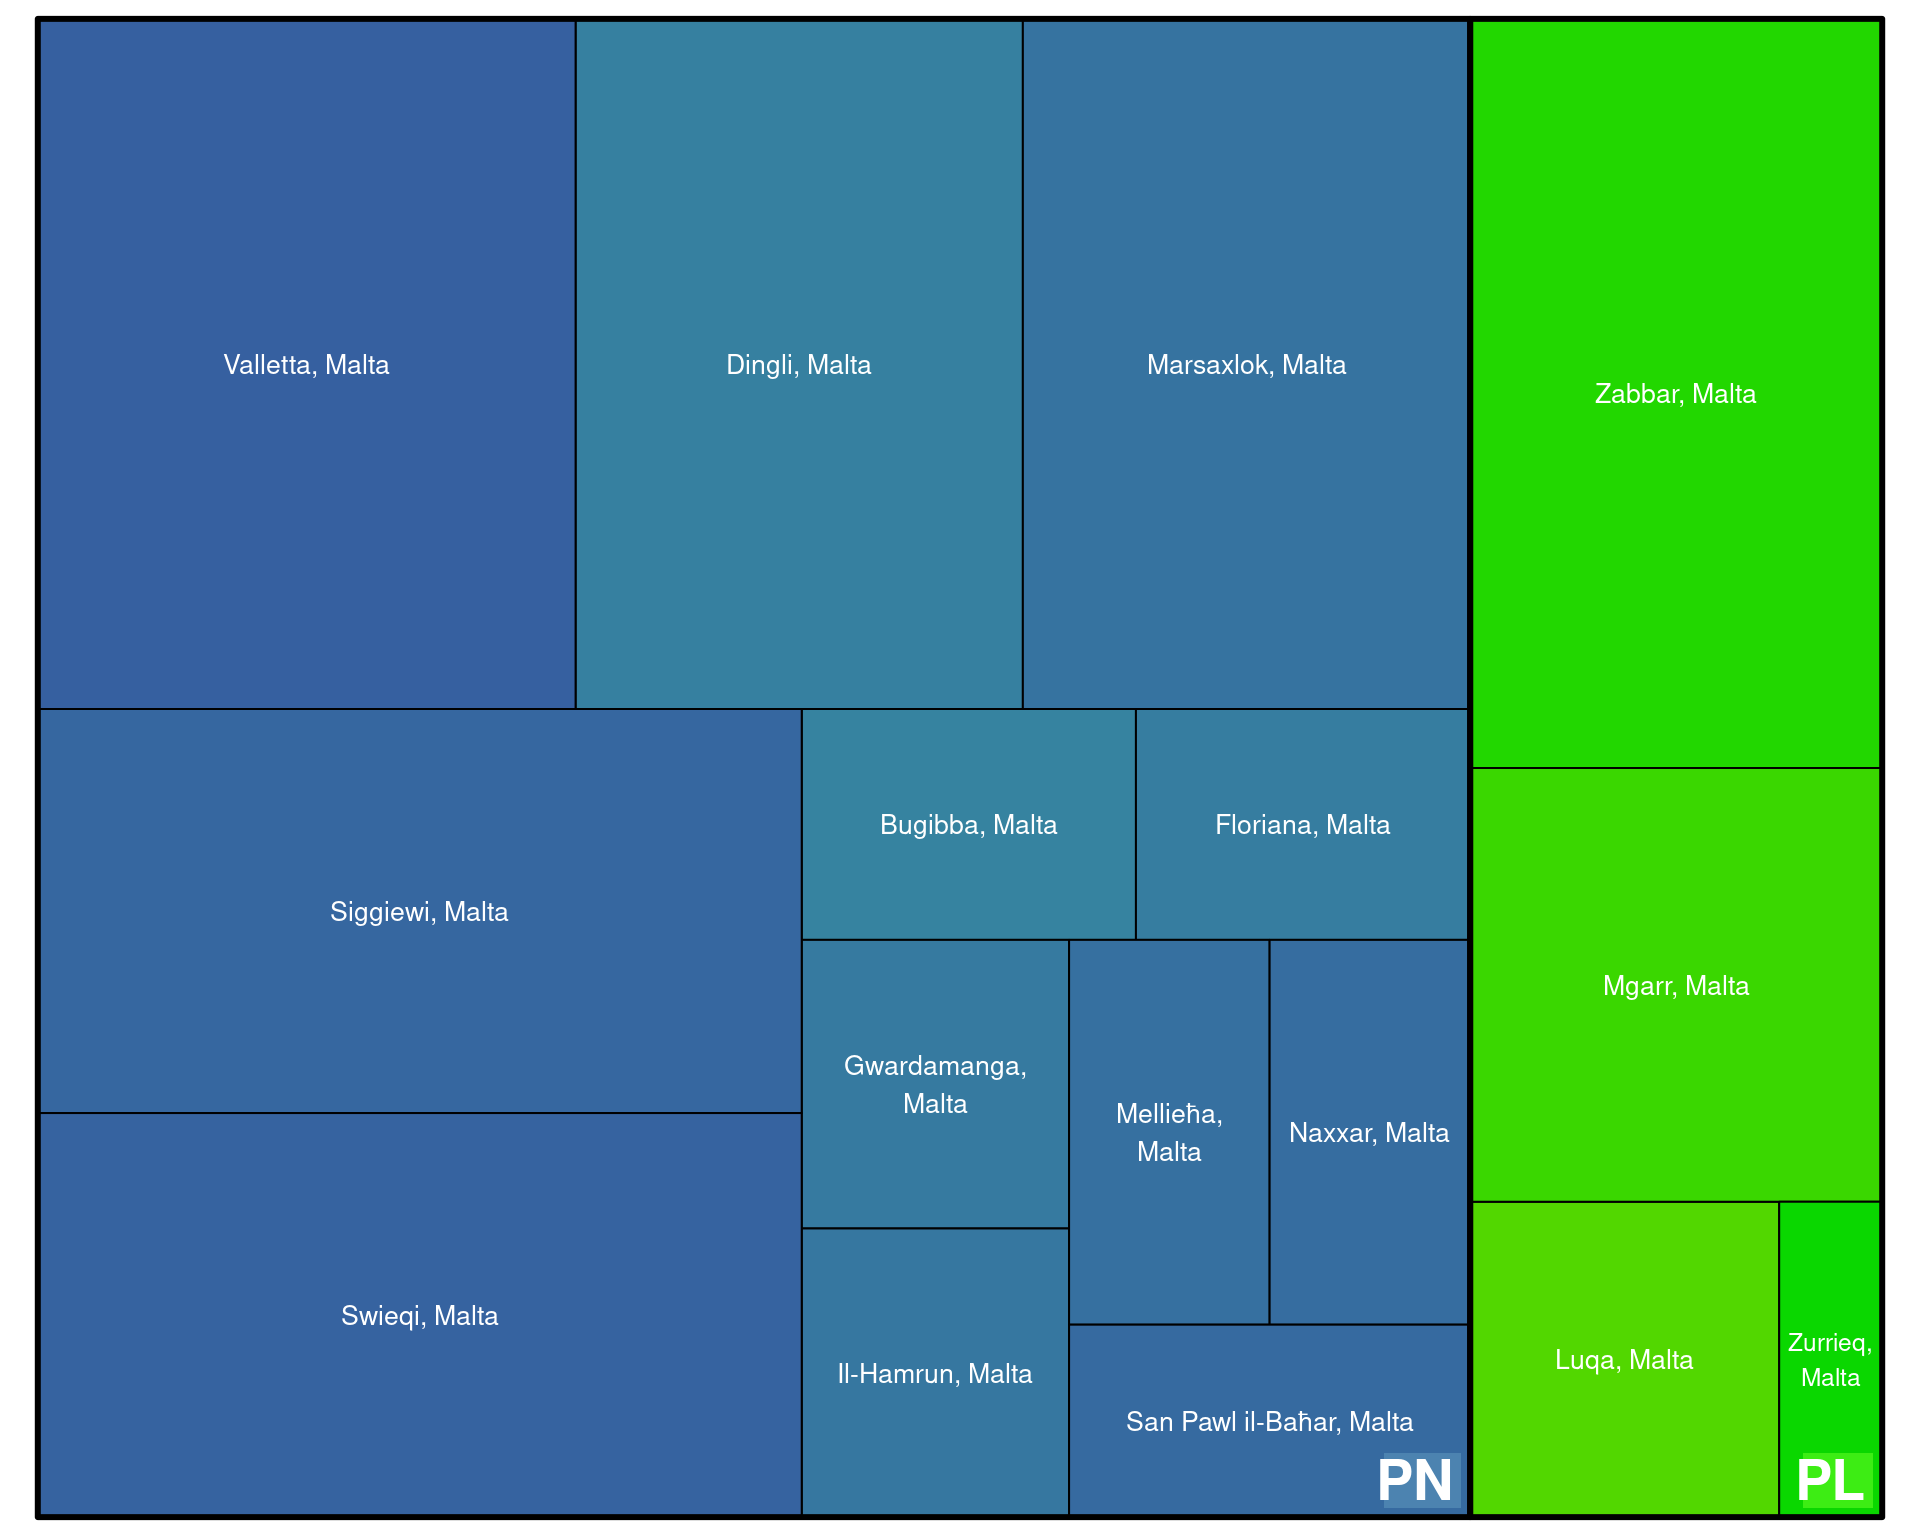 Valletta, Malta
Dingli, Malta
Marsaxlok, Malta
Zabbar, Malta
Siggiewi, Malta
Bugibba, Malta
Floriana, Malta
Mgarr, Malta
Gwardamanga,
Malta
Mellieħa,
Malta
Naxxar, Malta
Swieqi, Malta
Il-Hamrun, Malta
San Pawl il-Baħar, Malta
Luqa, Malta
Zurrieq,
Malta
PN
PL